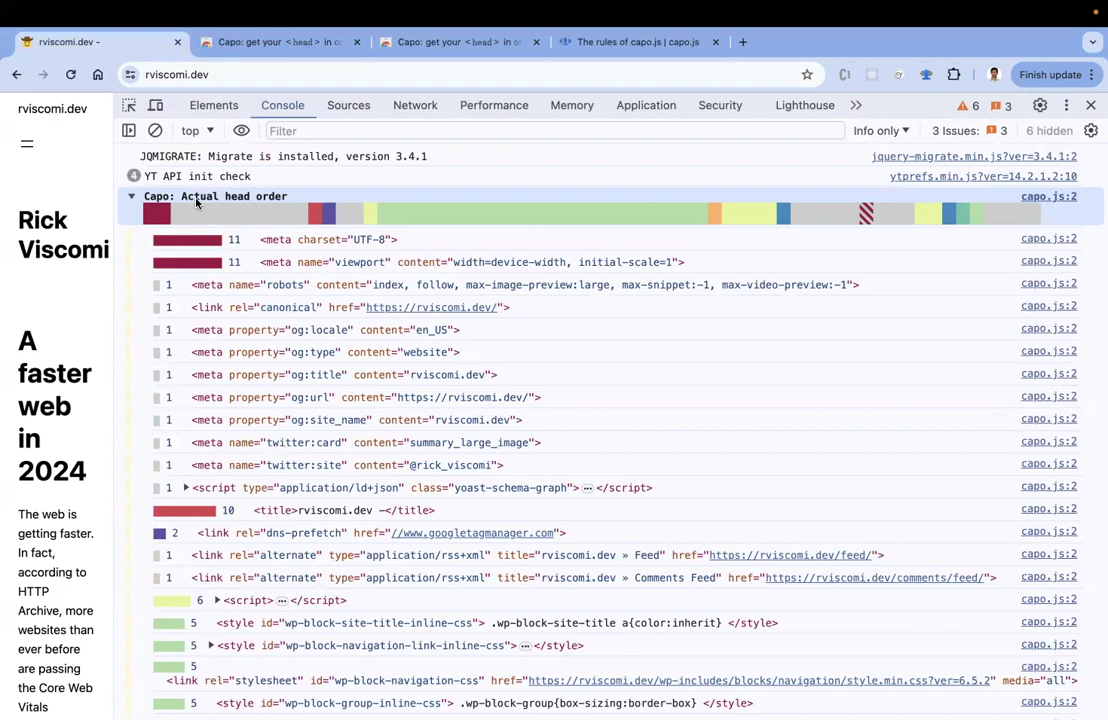 rviscomi.dev -
Capo: get your <head> in or
Capo: get your <head> in or
The rules of capo.js | capo.js
rviscomi.dev
Finish update
rviscomi.dev
Elements Console Sources Network Performance Memory Application Security Lighthouse 6 3
top Filter Info only 3 Issues: 3 6 hidden
JQMIGRATE: Migrate is installed, version 3.4.1 jquery-migrate.min.js?ver=3.4.1:2
4 YT API init check ytprefs.min.js?ver=14.2.1.2:10
Capo: Actual head order capo.js:2
11 <meta charset="UTF-8"> capo.js:2
11 <meta name="viewport" content="width=device-width, initial-scale=1"> capo.js:2
1 <meta name="robots" content="index, follow, max-image-preview:large, max-snippet:-1, max-video-preview:-1"> capo.js:2
1 <link rel="canonical" href="https://rviscomi.dev/"> capo.js:2
1 <meta property="og:locale" content="en_US"> capo.js:2
1 <meta property="og:type" content="website"> capo.js:2
1 <meta property="og:title" content="rviscomi.dev"> capo.js:2
1 <meta property="og:url" content="https://rviscomi.dev/"> capo.js:2
1 <meta property="og:site_name" content="rviscomi.dev"> capo.js:2
1 <meta name="twitter:card" content="summary_large_image"> capo.js:2
1 <meta name="twitter:site" content="@rick_viscomi"> capo.js:2
1 <script type="application/ld+json" class="yoast-schema-graph">…</script> capo.js:2
10 <title>rviscomi.dev -</title> capo.js:2
2 <link rel="dns-prefetch" href="//www.googletagmanager.com"> capo.js:2
1 <link rel="alternate" type="application/rss+xml" title="rviscomi.dev » Feed" href="https://rviscomi.dev/feed/"> capo.js:2
1 <link rel="alternate" type="application/rss+xml" title="rviscomi.dev » Comments Feed" href="https://rviscomi.dev/comments/feed/"> capo.js:2
6 <script>…</script> capo.js:2
5 <style id="wp-block-site-title-inline-css"> .wp-block-site-title a{color:inherit} </style> capo.js:2
5 <style id="wp-block-navigation-link-inline-css">…</style> capo.js:2
5 capo.js:2
<link rel="stylesheet" id="wp-block-navigation-css" href="https://rviscomi.dev/wp-includes/blocks/navigation/style.min.css?ver=6.5.2" media="all">
5 <style id="wp-block-group-inline-css"> .wp-block-group{box-sizing:border-box} </style> capo.js:2
Rick
Viscomi
A
faster
web
in
2024
The web is
getting faster.
In fact,
according to
HTTP
Archive, more
websites than
ever before
are passing
the Core Web
Vitals